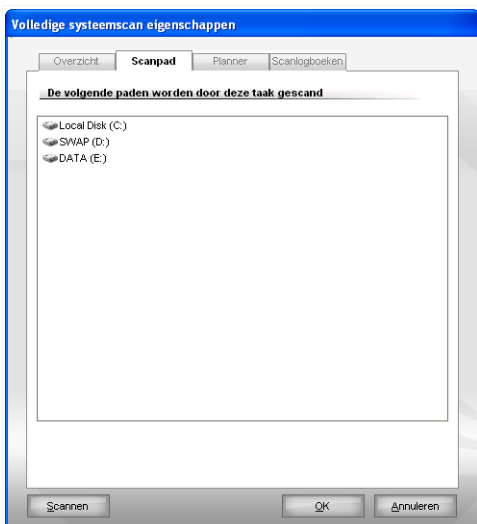 Volledige systeemscan eigenschappen
Overzicht Scanpad Planner Scanlogboeken
De volgende paden worden door deze taak gescand
Local Disk (C:)
SWAP (D:)
DATA (E:)
Scannen OK Annuleren